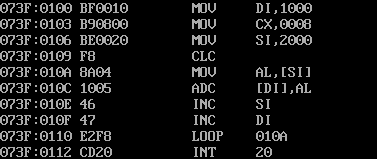 073F:0100 BF0010 MOV DI,1000
073F:0103 B90800 MOV CX,0008
073F:0106 BE0020 MOV SI,2000
073F:0109 F8 CLC
073F:010A 8A04 MOV AL,[SI]
073F:010C 1005 ADC [DI],AL
073F:010E 46 INC SI
073F:010F 47 INC DI
073F:0110 E2F8 LOOP 010A
073F:0112 CD20 INT 20